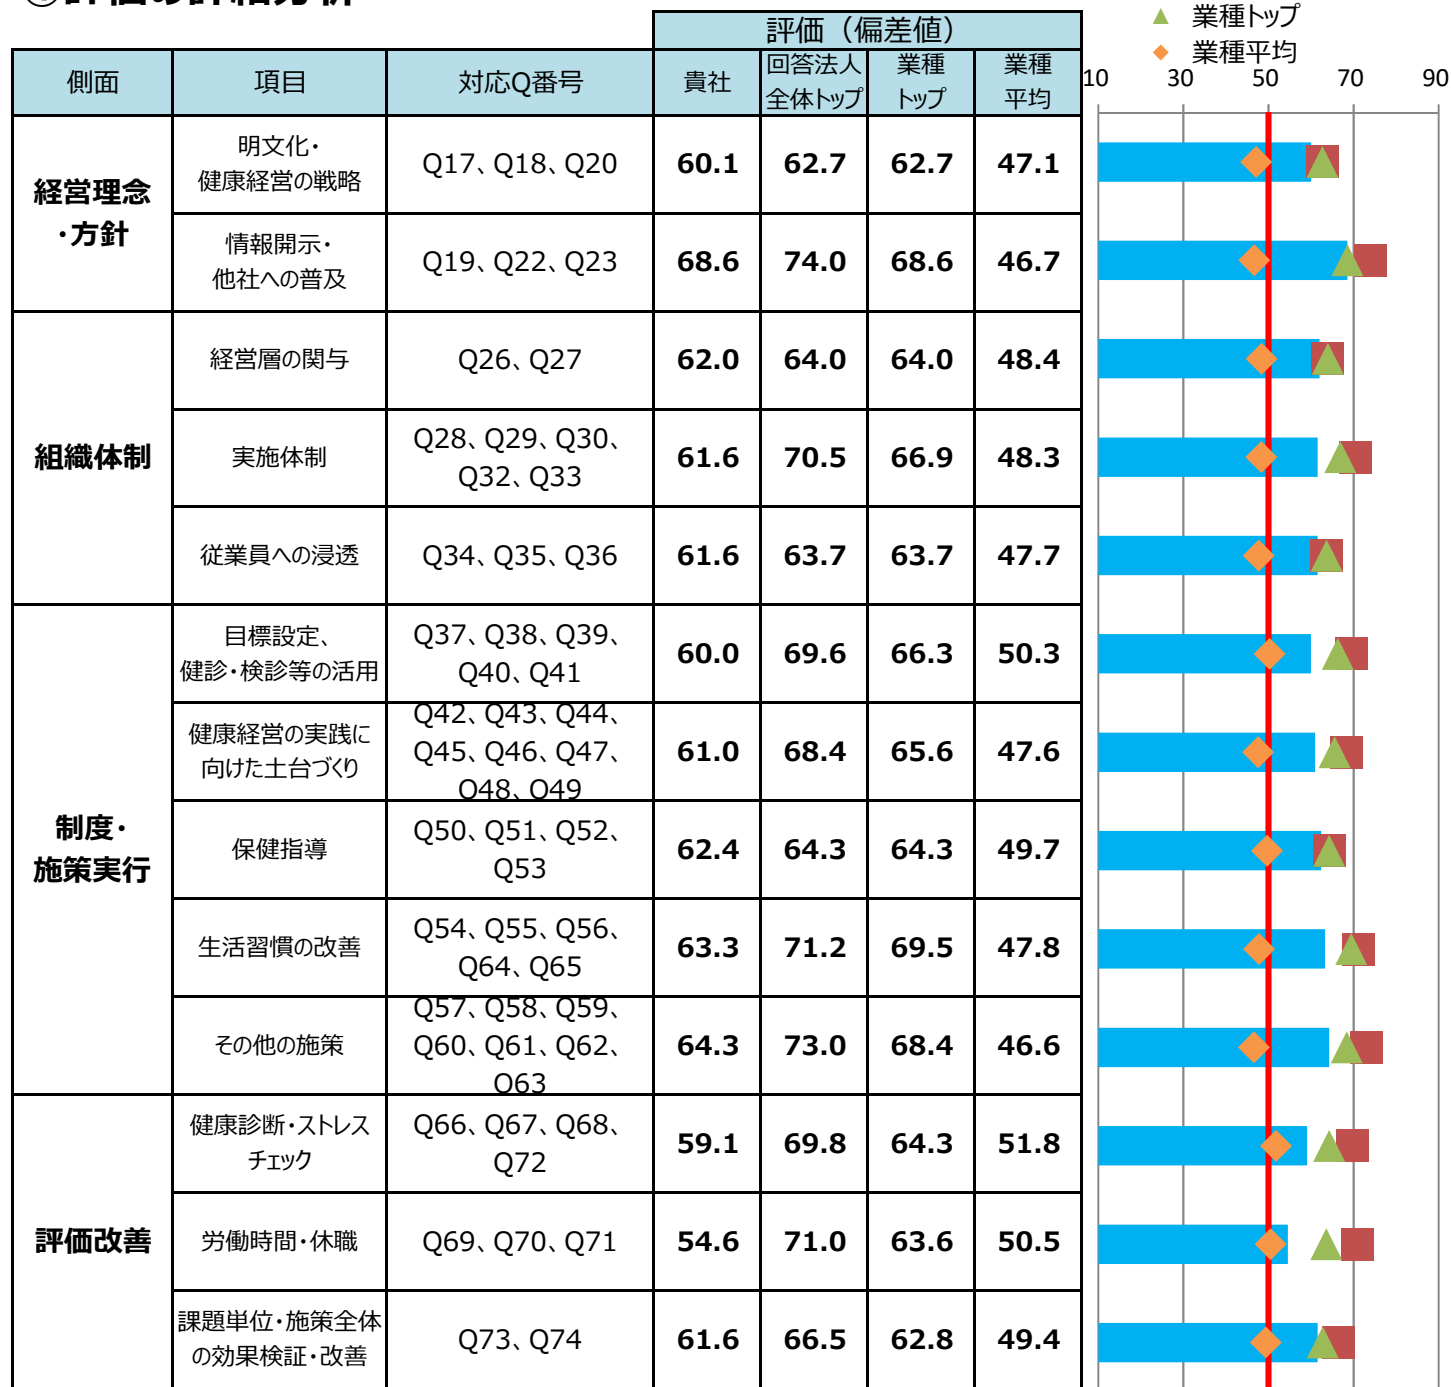 評価（偏差値）
▲ 業種トップ
◆ 業種平均
側面 項目 対応Q番号 貴社 回答法人 業種 業種
全体トップ トップ 平均
10 30 50 70 90
経営理念
・方針
明文化・
健康経営の戦略
Q17、Q18、Q20 60.1 62.7 62.7 47.1
情報開示・
他社への普及
Q19、Q22、Q23 68.6 74.0 68.6 46.7
組織体制
経営層の関与 Q26、Q27 62.0 64.0 64.0 48.4
実施体制
Q28、Q29、Q30、
Q32、Q33
61.6 70.5 66.9 48.3
従業員への浸透 Q34、Q35、Q36 61.6 63.7 63.7 47.7
制度・
施策実行
目標設定、
健診・検診等の活用
Q37、Q38、Q39、
Q40、Q41
60.0 69.6 66.3 50.3
健康経営の実践に
向けた土台づくり
Q42、Q43、Q44、
Q45、Q46、Q47、
Q48、Q49
61.0 68.4 65.6 47.6
保健指導
Q50、Q51、Q52、
Q53
62.4 64.3 64.3 49.7
生活習慣の改善
Q54、Q55、Q56、
Q64、Q65
63.3 71.2 69.5 47.8
その他の施策
Q57、Q58、Q59、
Q60、Q61、Q62、
Q63
64.3 73.0 68.4 46.6
評価改善
健康診断・ストレス
チェック
Q66、Q67、Q68、
Q72
59.1 69.8 64.3 51.8
労働時間・休職 Q69、Q70、Q71 54.6 71.0 63.6 50.5
課題単位・施策全体
の効果検証・改善
Q73、Q74 61.6 66.5 62.8 49.4